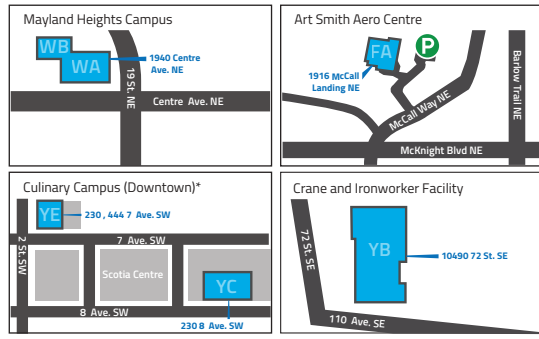 Mayland Heights Campus
WB
WA
1940 Centre
Ave. NE
19 St. NE
Centre Ave. NE
Art Smith Aero Centre
FA
P
1916 McCall
Landing NE
McCall Way NE
Barlow Trail NE
McKnight Blvd NE
Culinary Campus (Downtown)*
YE
230 , 444 7 Ave. SW
2 St. SW
7 Ave. SW
Scotia Centre
YC
8 Ave. SW
230 8 Ave. SW
Crane and Ironworker Facility
72 St. SE
YB
10490 72 St. SE
110 Ave. SE